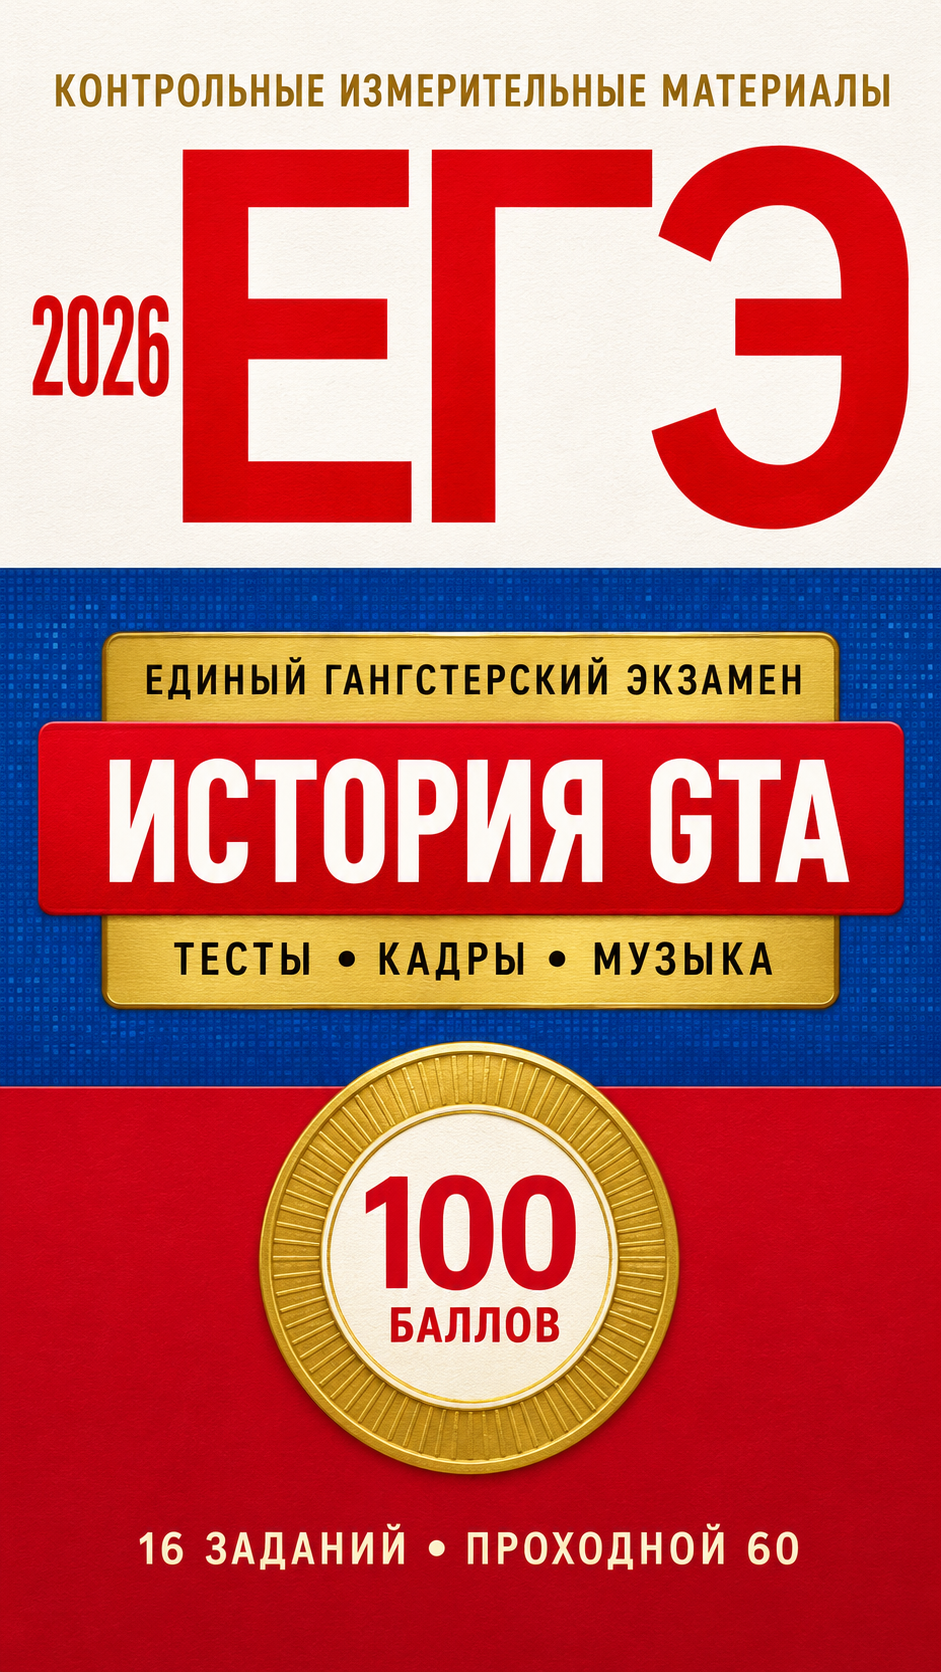 КОНТРОЛЬНЫЕ ИЗМЕРИТЕЛЬНЫЕ МАТЕРИАЛЫ
2026 ЕГЭ
ЕДИНЫЙ ГАНГСТЕРСКИЙ ЭКЗАМЕН
ИСТОРИЯ GTA
ТЕСТЫ • КАДРЫ • МУЗЫКА
100
БАЛЛОВ
16 ЗАДАНИЙ • ПРОХОДНОЙ 60